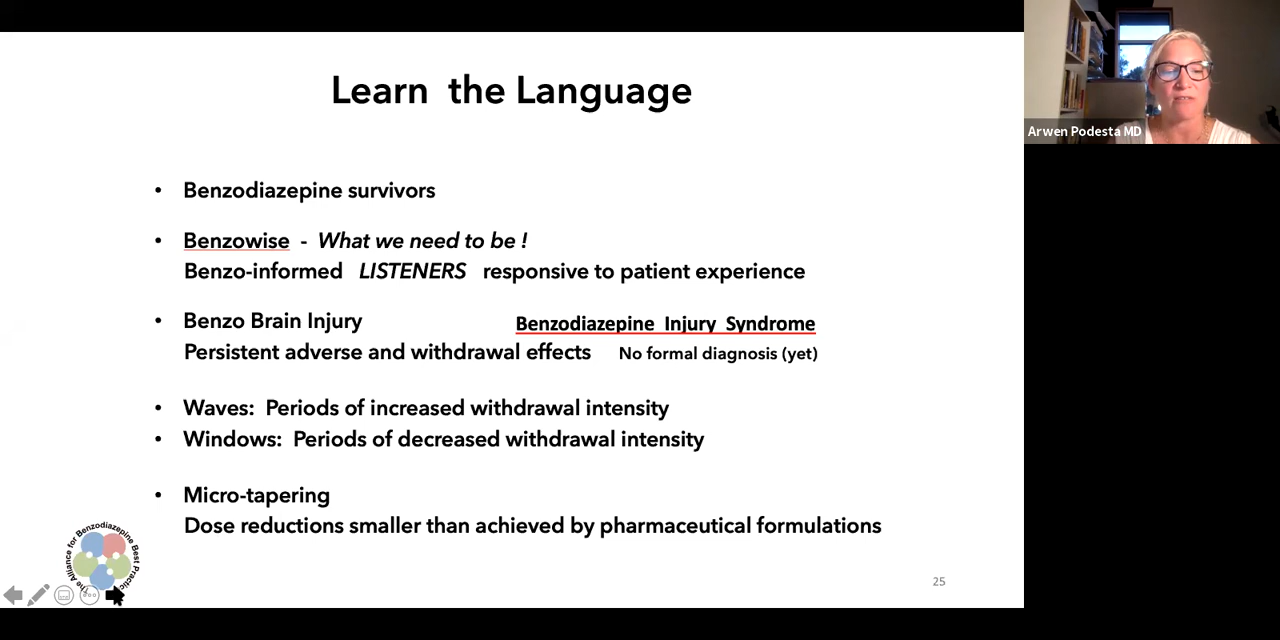 Learn the Language
Arwen Podesta MD
• Benzodiazepine survivors
• Benzowise - What we need to be !
Benzo-informed LISTENERS responsive to patient experience
• Benzo Brain Injury Benzodiazepine Injury Syndrome
Persistent adverse and withdrawal effects No formal diagnosis (yet)
• Waves: Periods of increased withdrawal intensity
• Windows: Periods of decreased withdrawal intensity
• Micro-tapering
Dose reductions smaller than achieved by pharmaceutical formulations
The Alliance for Benzodiazepine Best Practic
25